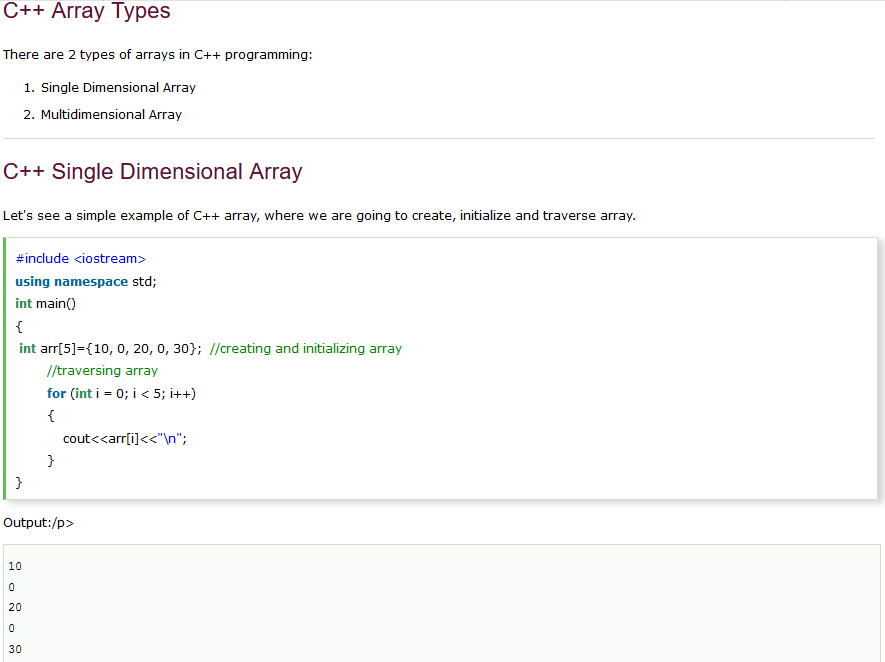 C++ Array Types
There are 2 types of arrays in C++ programming:
1. Single Dimensional Array
2. Multidimensional Array
C++ Single Dimensional Array
Let's see a simple example of C++ array, where we are going to create, initialize and traverse array.
#include <iostream>
using namespace std;
int main()
{
int arr[5]={10, 0, 20, 0, 30}; //creating and initializing array
//traversing array
for (int i = 0; i < 5; i++)
{
cout<<arr[i]<<"\n";
}
}
Output:/p>
10
0
20
0
30